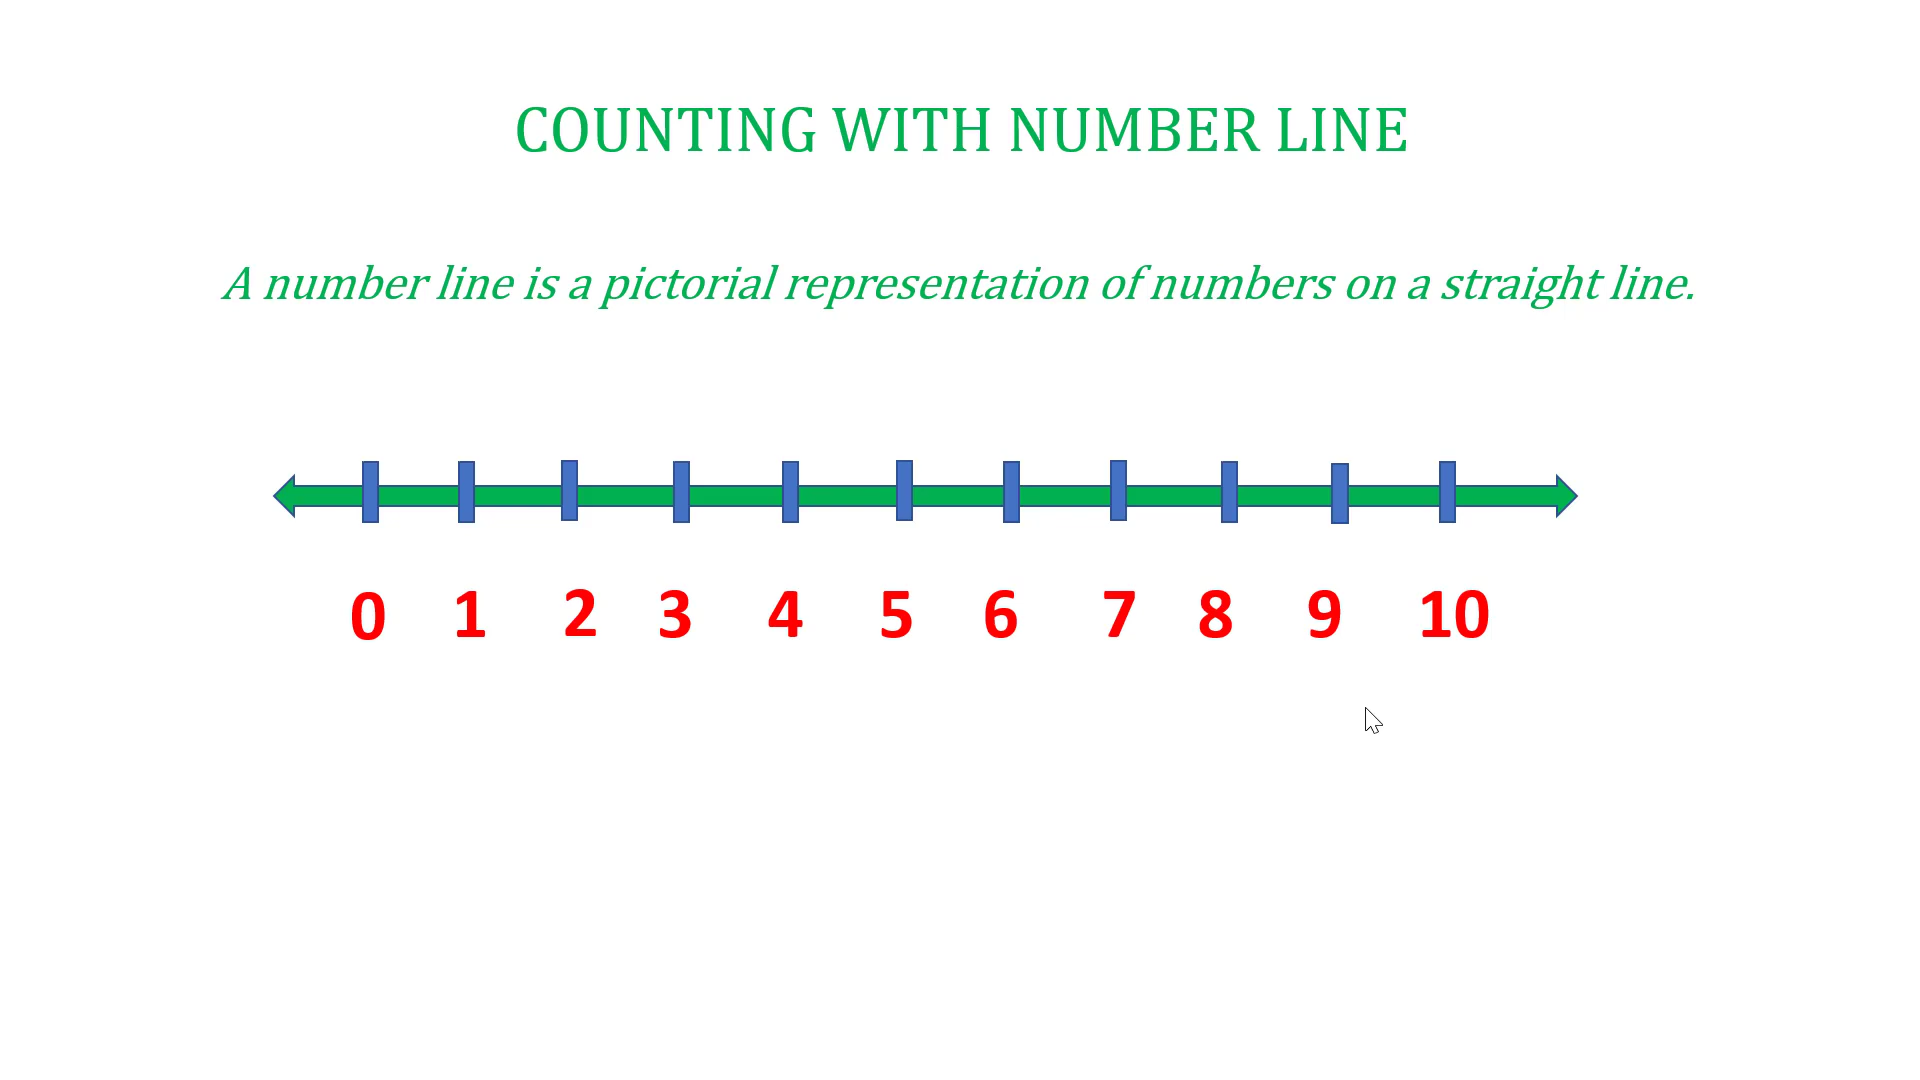 COUNTING WITH NUMBER LINE
A number line is a pictorial representation of numbers on a straight line.
0 1 2 3 4 5 6 7 8 9 10